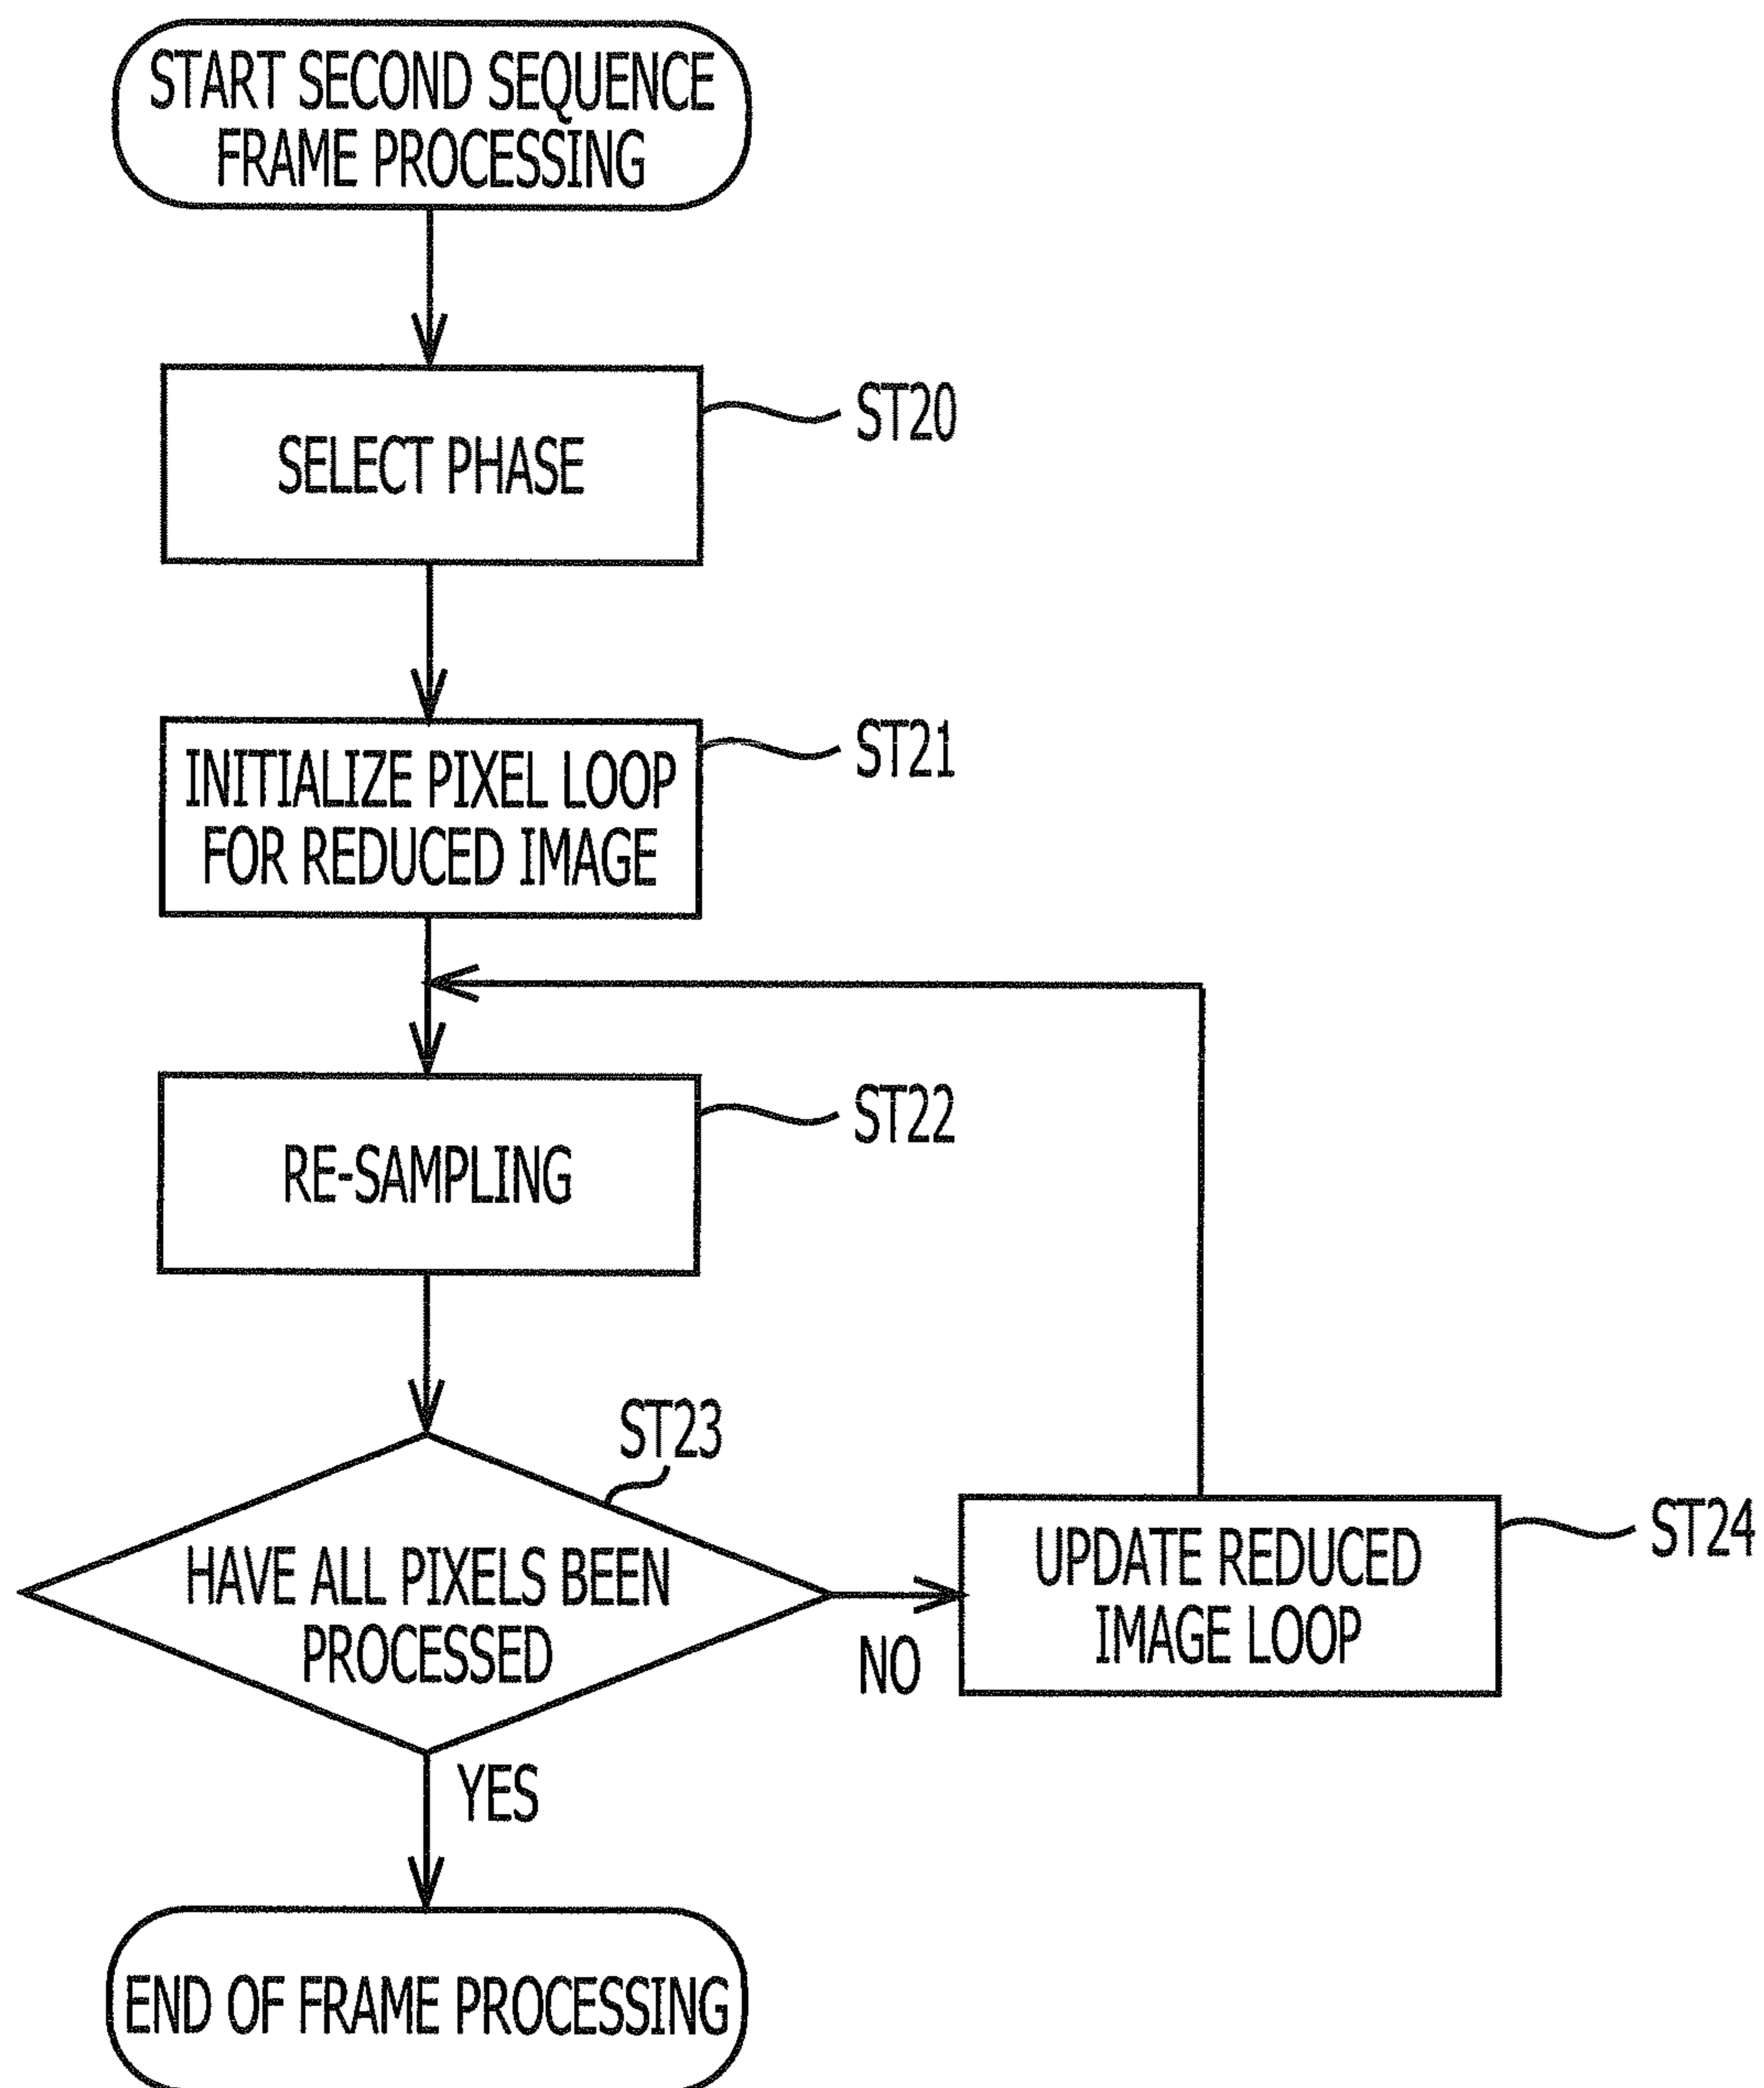 START SECOND SEQUENCE
FRAME PROCESSING
SELECT PHASE
ST20
INITIALIZE PIXEL LOOP
FOR REDUCED IMAGE
ST21
RE-SAMPLING
ST22
ST23
HAVE ALL PIXELS BEEN
PROCESSED
NO
UPDATE REDUCED
IMAGE LOOP
ST24
YES
END OF FRAME PROCESSING